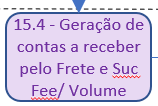 15.4 - Geração de
contas a receber
pelo Frete e Suc
Fee/ Volume